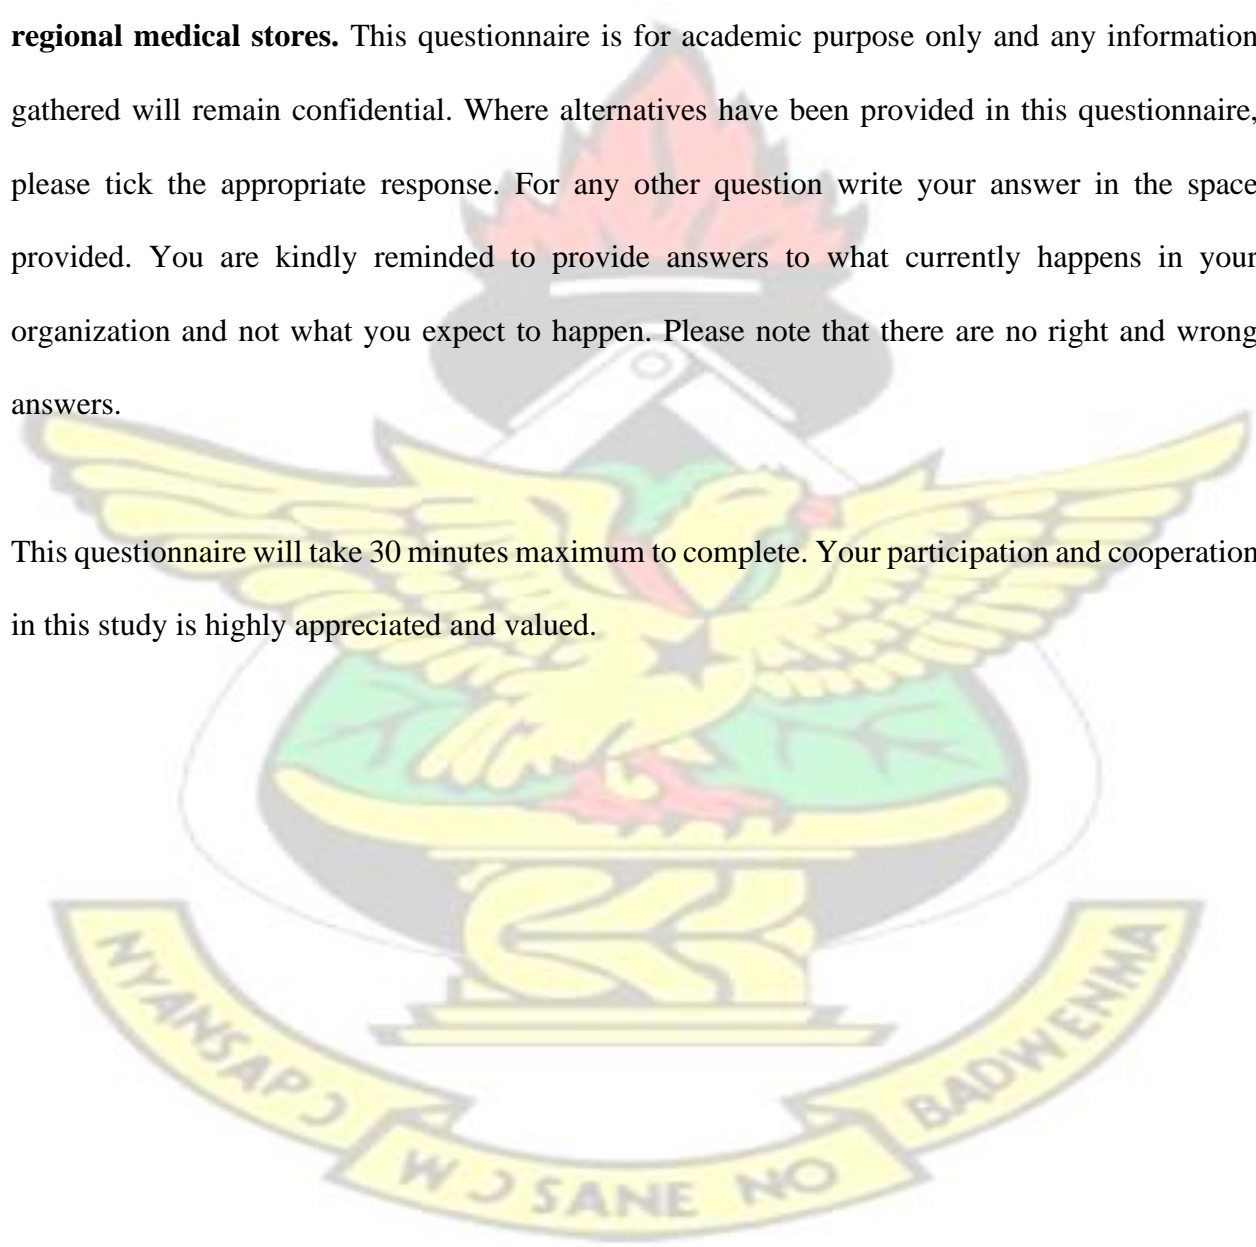 regional medical stores. This questionnaire is for academic purpose only and any information
gathered will remain confidential. Where alternatives have been provided in this questionnaire,
please tick the appropriate response. For any other question write your answer in the space
provided. You are kindly reminded to provide answers to what currently happens in your
organization and not what you expect to happen. Please note that there are no right and wrong
answers.
This questionnaire will take 30 minutes maximum to complete. Your participation and cooperation
in this study is highly appreciated and valued.
NYANSAPƆ
WƆSANE NO
BADWENMA